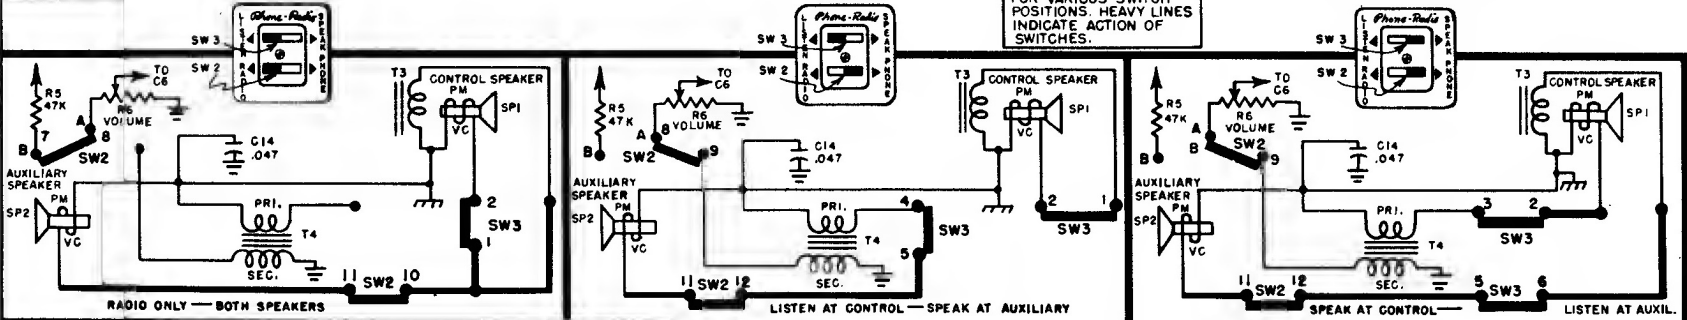 FOR VARIOUS SWITCH
POSITIONS. HEAVY LINES
INDICATE ACTION OF
SWITCHES.
Phone-Radio
LISTEN RADIO
SPEAK PHONE
SW 3
SW 2
R5
47K
TO
C6
R6
VOLUME
A
8
7
B
SW2
C14
.047
T3
CONTROL SPEAKER
PM
VC
SP1
AUXILIARY
SPEAKER
PM
SP2
VC
PRI.
T4
SEC.
2
SW3
1
11
SW2
10
RADIO ONLY — BOTH SPEAKERS
Phone-Radio
LISTEN RADIO
SPEAK PHONE
SW 3
SW 2
R5
47K
TO
C6
R6
VOLUME
A
8
B
SW2
9
C14
.047
T3
CONTROL SPEAKER
PM
VC
SP1
AUXILIARY
SPEAKER
PM
SP2
VC
PRI.
T4
SEC.
4
SW3
5
2
1
SW3
11
SW2
12
LISTEN AT CONTROL — SPEAK AT AUXILIARY
Phone-Radio
LISTEN RADIO
SPEAK PHONE
SW 3
SW 2
R5
47K
TO
C6
R6
VOLUME
A
B
SW2
9
B
C14
.047
T3
CONTROL SPEAKER
PM
VC
SP1
AUXILIARY
SPEAKER
PM
SP2
VC
PRI.
T4
SEC.
3
2
SW3
11
SW2
12
5
SW3
6
SPEAK AT CONTROL — LISTEN AT AUXIL.